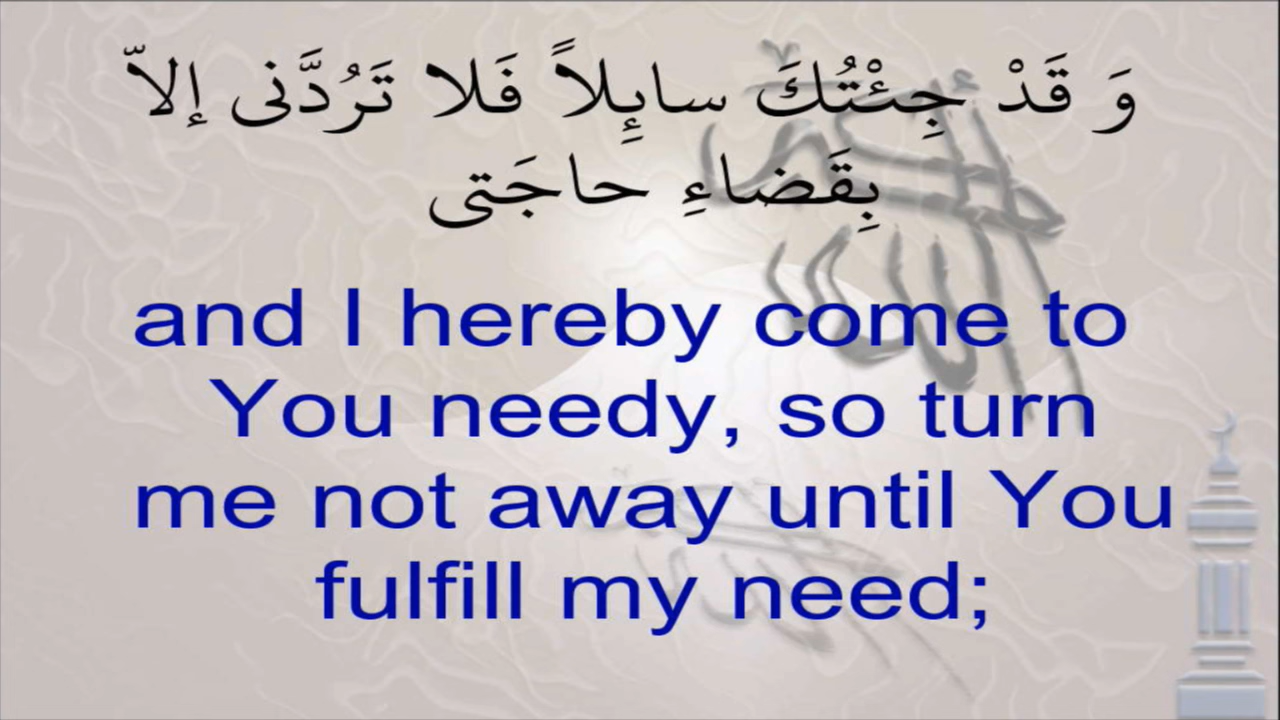 وَ قَدْ جِئْتُكَ سايِٕلاً فَلا تَرُدَّنى إلاّ
بِقَضاءِ حاجَتى
and I hereby come to
You needy, so turn
me not away until You
fulfill my need;